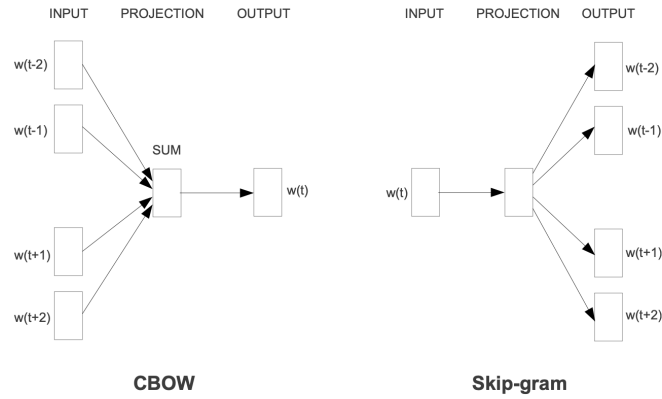 INPUT PROJECTION OUTPUT
w(t-2)
w(t-1)
SUM
w(t)
w(t+1)
w(t+2)
CBOW
INPUT PROJECTION OUTPUT
w(t-2)
w(t-1)
w(t)
w(t+1)
w(t+2)
Skip-gram